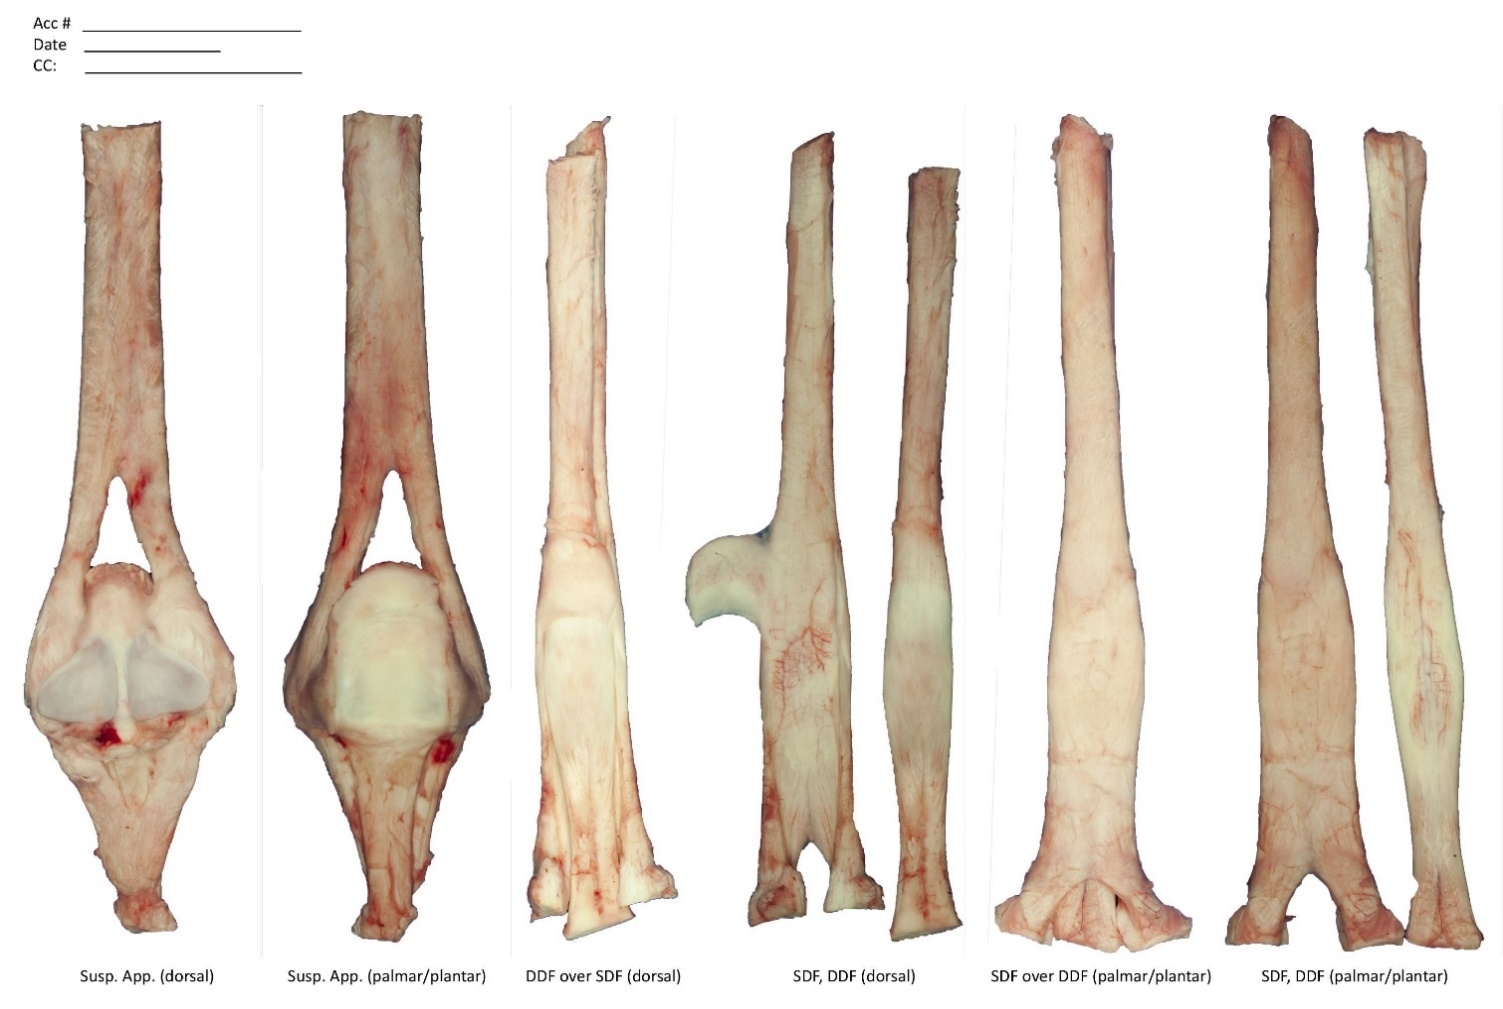 Acc #
Date
CC:
Susp. App. (dorsal)
Susp. App. (palmar/plantar)
DDF over SDF (dorsal)
SDF, DDF (dorsal)
SDF over DDF (palmar/plantar)
SDF, DDF (palmar/plantar)